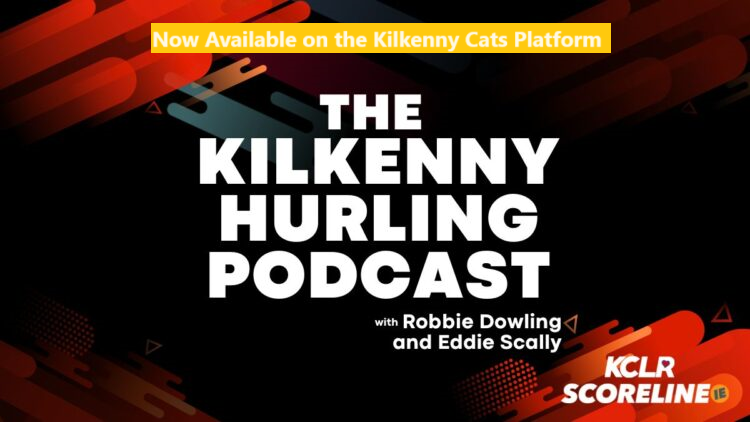 Now Available on the Kilkenny Cats Platform
THE
KILKENNY
HURLING
PODCAST
with Robbie Dowling
and Eddie Scally
KCLR
SCORELINE IE